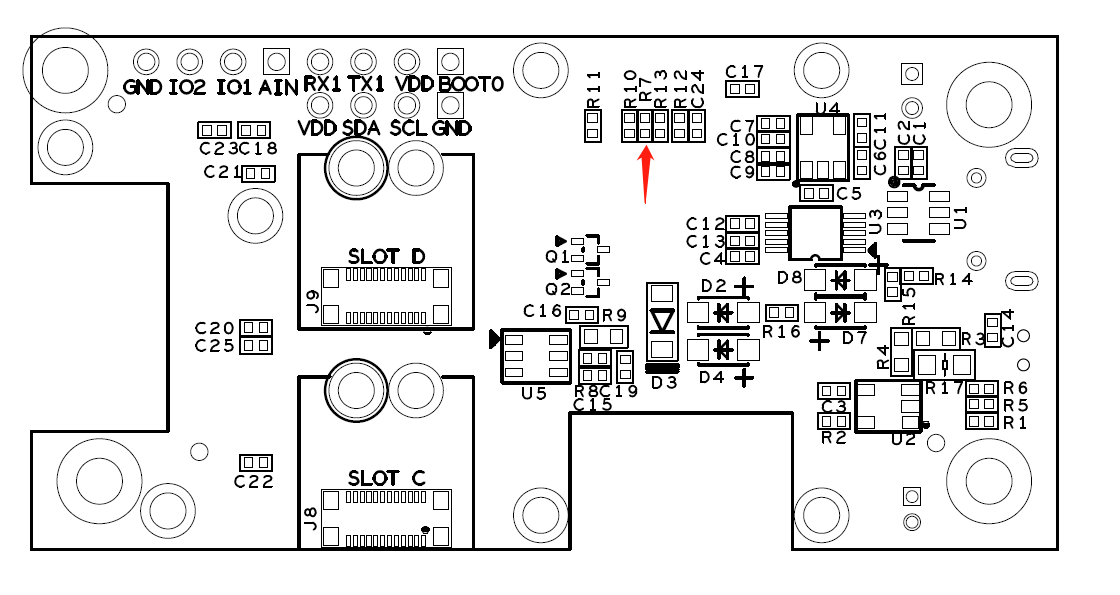 R11
R10
R7
R13
R12
C24
C17
GND IO2 IO1 AIN RX1 TX1 VDD BOOT0
VDD SDA SCL GND
C23 C18
C21
C7
C10
C8
C9
U4
C11
C6
C2
C1
C5
U3
U1
C12
C13
C4
Q1
Q2
SLOT D
J9
D8
R14
R15
D2
C16
R9
R16
D7
C20
C25
C14
R3
R4
U5
R8 C19
C15
D3
D4
R17
C3
R2
U2
R6
R5
R1
C22
SLOT C
J8